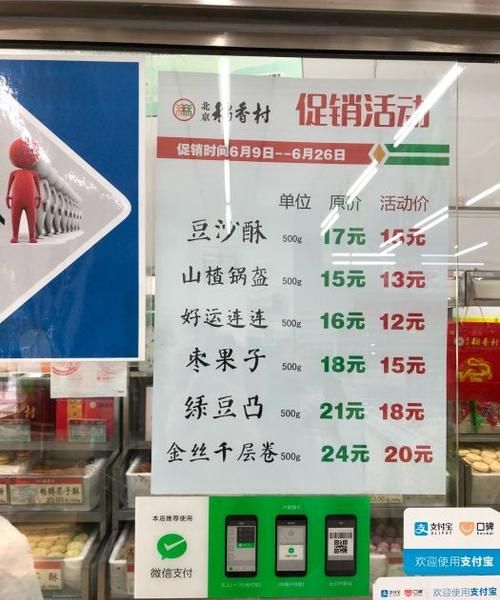 北京稻香村 促销活动
促销时间6月9日--6月26日
单位 原价 活动价
豆沙酥 500g 17元 15元
山楂锅盔 500g 15元 13元
好运连连 500g 16元 12元
枣果子 500g 18元 15元
绿豆凸 500g 21元 18元
金丝千层卷 500g 24元 20元
本店推荐使用
微信支付
支付宝 ALIPAY 口碑
欢迎使用支付宝
支付宝 口碑
欢迎使用支付宝